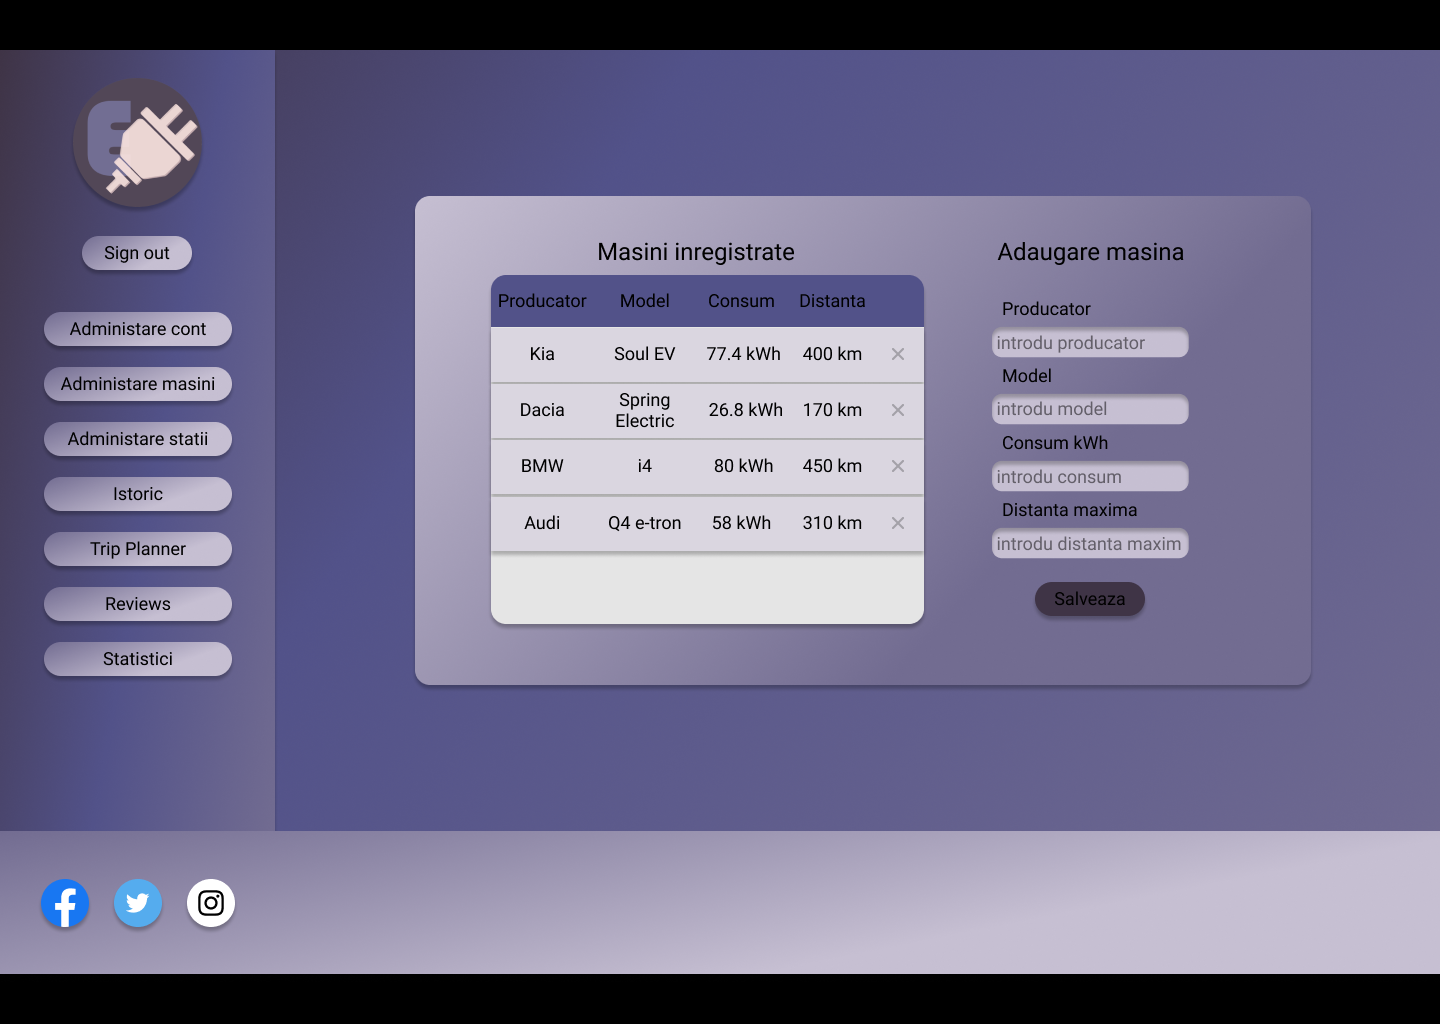 E
Sign out
Administare cont
Administare masini
Administare statii
Istoric
Trip Planner
Reviews
Statistici
Masini inregistrate
Producator Model Consum Distanta
Kia Soul EV 77.4 kWh 400 km
Dacia Spring Electric 26.8 kWh 170 km
BMW i4 80 kWh 450 km
Audi Q4 e-tron 58 kWh 310 km
Adaugare masina
Producator
introdu producator
Model
introdu model
Consum kWh
introdu consum
Distanta maxima
introdu distanta maxim
Salveaza